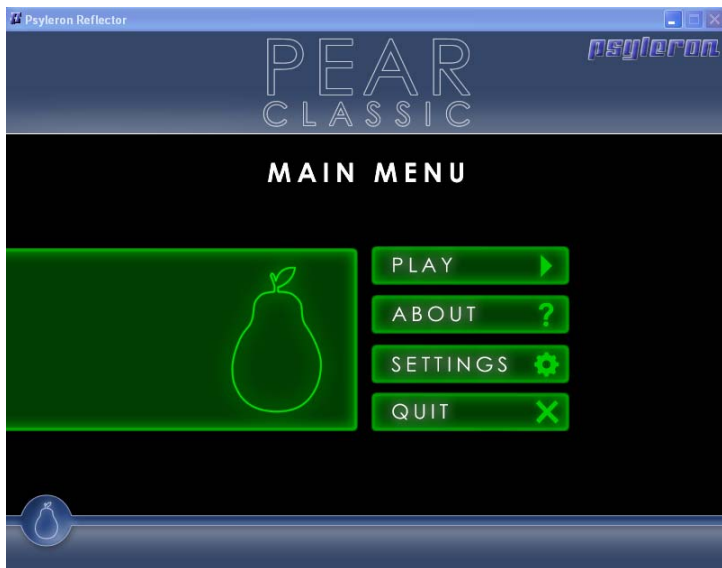 Psyleron Reflector
PEAR
CLASSIC
psyleron
MAIN MENU
PLAY
ABOUT ?
SETTINGS
QUIT